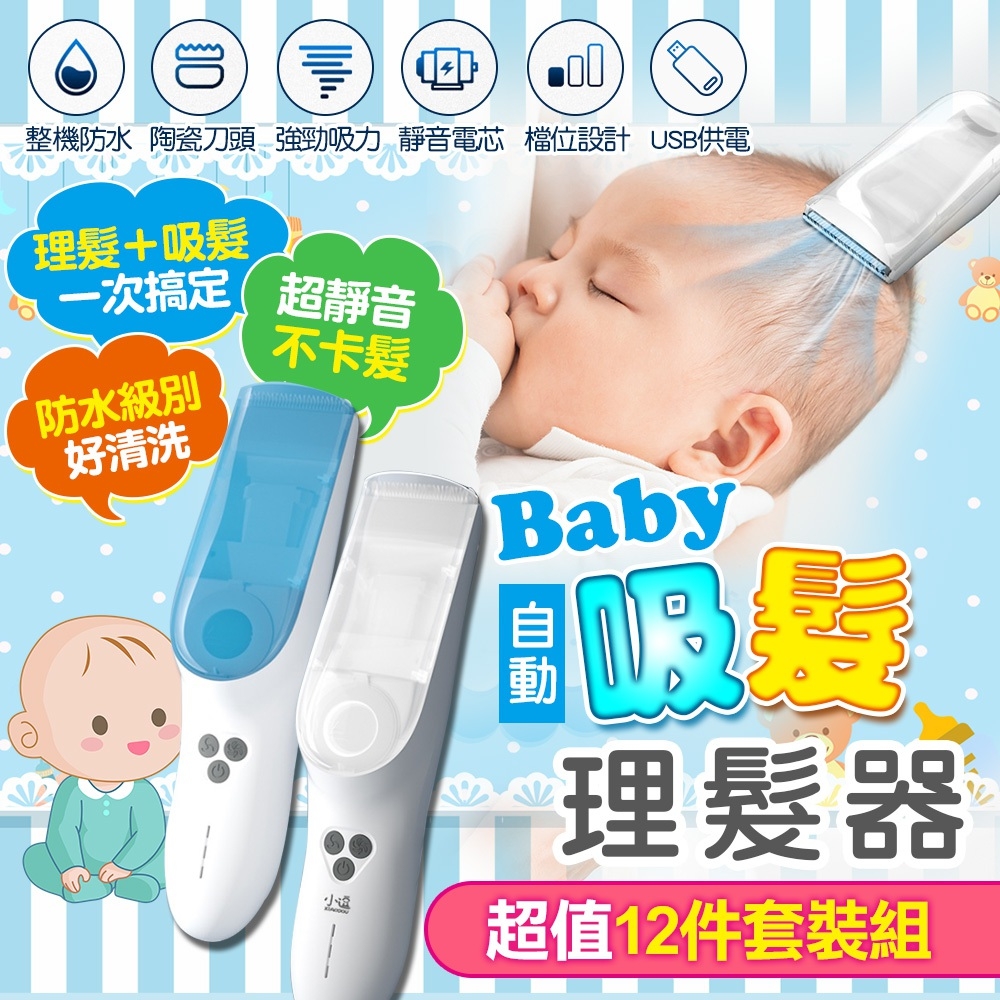 整機防水 陶瓷刀頭 強勁吸力 靜音電芯 檔位設計 USB供電
理髮+吸髮
一次搞定
超靜音
不卡髮
防水級別
好清洗
Baby
自動
吸髮
理髮器
小逗
超值12件套裝組